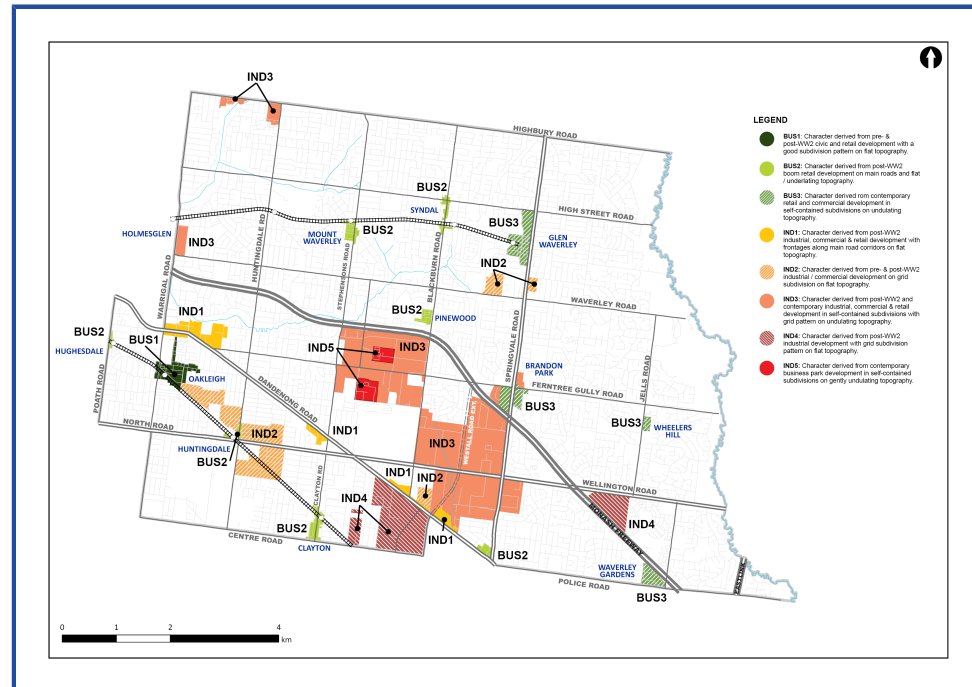 IND3
HIGHBURY ROAD
LEGEND
BUS1: Character derived from pre- &
post-WW2 civic and retail development with a
good subdivision pattern on flat topography.
BUS2: Character derived from post-WW2
boom retail development on main roads and flat
/ underlating topography.
BUS3: Character derived rom contemporary
retail and commercial development in
self-contained subdivisions on undulating
topography.
IND1: Character derived from post-WW2
industrial, commercial & retail development with
frontages along main road corridors on flat
topography.
IND2: Character derived from pre- & post-WW2
industrial / commercial development on grid
subdivision on flat topography.
IND3: Character derived from post-WW2 and
contemporary industrial, commercial & retail
development in self-contained subdivisions with
grid pattern on undulating topography.
IND4: Character derived from post-WW2
industrial development with grid subdivision
pattern on flat topography.
IND5: Character derived from contemporary
business park development in self-contained
subdivisions on gently undulating topography.
BUS2
SYNDAL
HIGH STREET ROAD
BUS3
HUNTINGDALE RD
HOLMESGLEN
IND3
MOUNT
WAVERLEY
BUS2
GLEN
WAVERLEY
STEPHENSONS ROAD
BLACKBURN ROAD
IND2
WARRIGAL ROAD
WAVERLEY ROAD
IND1
BUS2
PINEWOOD
SPRINGVALE ROAD
BUS2
HUGHESDALE
BUS1
IND5
IND3
BRANDON
PARK
JELLS ROAD
OAKLEIGH
POATH ROAD
DANDENONG ROAD
FERNTREE GULLY ROAD
BUS3
BUS3
WHEELERS
HILL
NORTH ROAD
IND2
IND1
IND3
WESTALL ROAD EXT.
HUNTINGDALE
BUS2
CLAYTON RD
IND1
IND2
WELLINGTON ROAD
IND4
IND4
MONASH FREEWAY
BUS2
CENTRE ROAD
CLAYTON
IND1
BUS2
WAVERLEY
GARDENS
EASTLINK
POLICE ROAD
BUS3
0 1 2 4
km